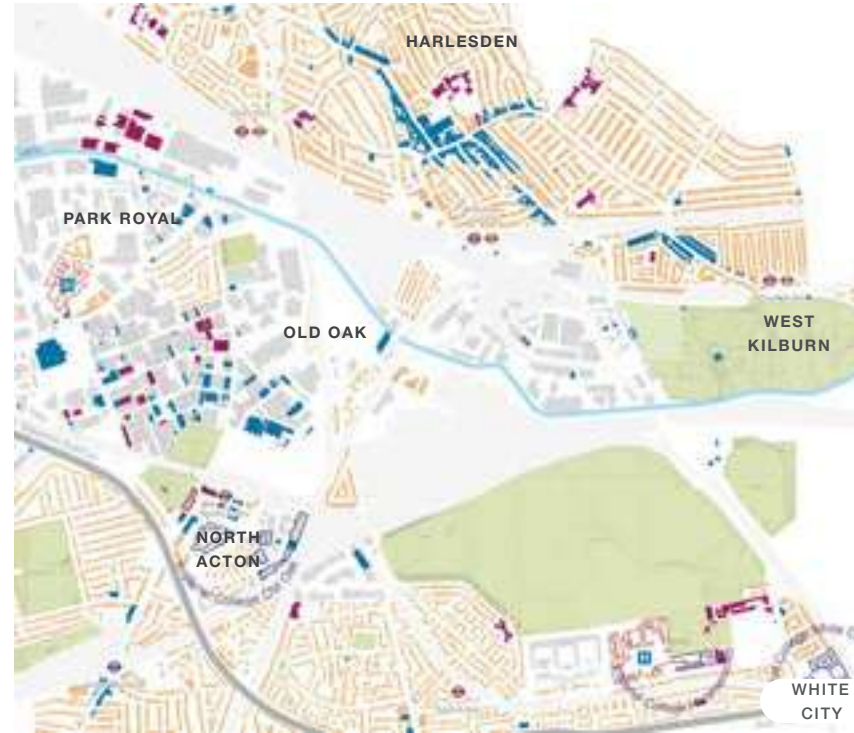 HARLESDEN
PARK ROYAL
OLD OAK
WEST
KILBURN
NORTH
ACTON
H
H
WHITE
CITY